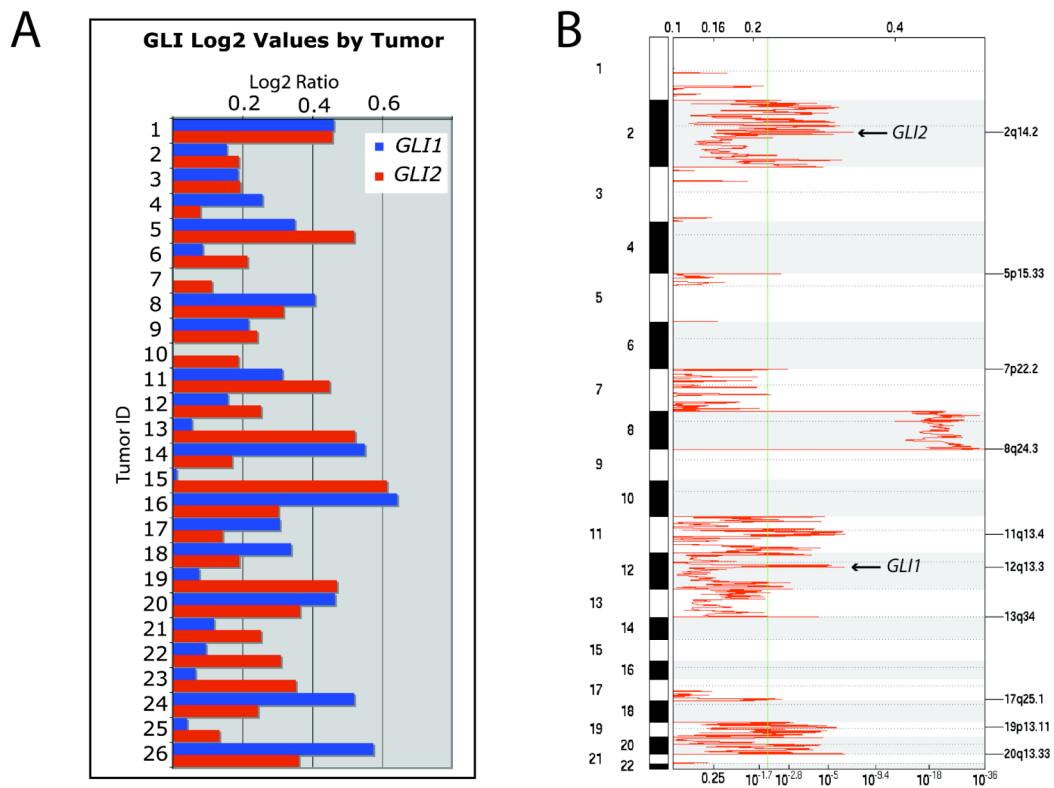 A
GLI Log2 Values by Tumor
Log2 Ratio
0.2 0.4 0.6
GLI1
GLI2
Tumor ID
1
2
3
4
5
6
7
8
9
10
11
12
13
14
15
16
17
18
19
20
21
22
23
24
25
26
B
0.1 0.16 0.2 0.4
1
2
GLI2
2q14.2
3
4
5p15.33
5
6
7p22.2
7
8
8q24.3
9
10
11
11q13.4
12
GLI1
12q13.3
13
13q34
14
15
16
17
17q25.1
18
19
19p13.11
20
20q13.33
21
22
0.25 10^-1.7 10^-2.8 10^-5 10^-9.4 10^-18 10^-36